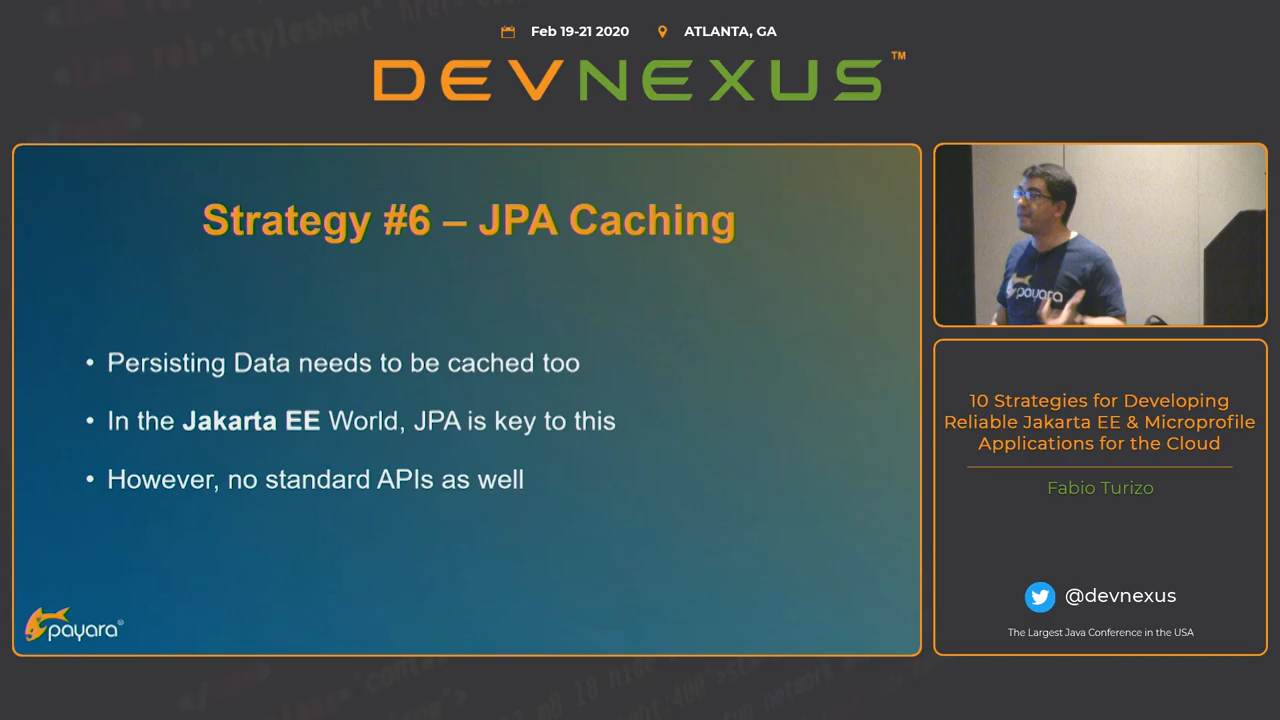 Feb 19-21 2020 ATLANTA, GA
DEVNEXUS™
Strategy #6 – JPA Caching
• Persisting Data needs to be cached too
• In the Jakarta EE World, JPA is key to this
• However, no standard APIs as well
payara®
payara
10 Strategies for Developing
Reliable Jakarta EE & Microprofile
Applications for the Cloud
Fabio Turizo
@devnexus
The Largest Java Conference in the USA